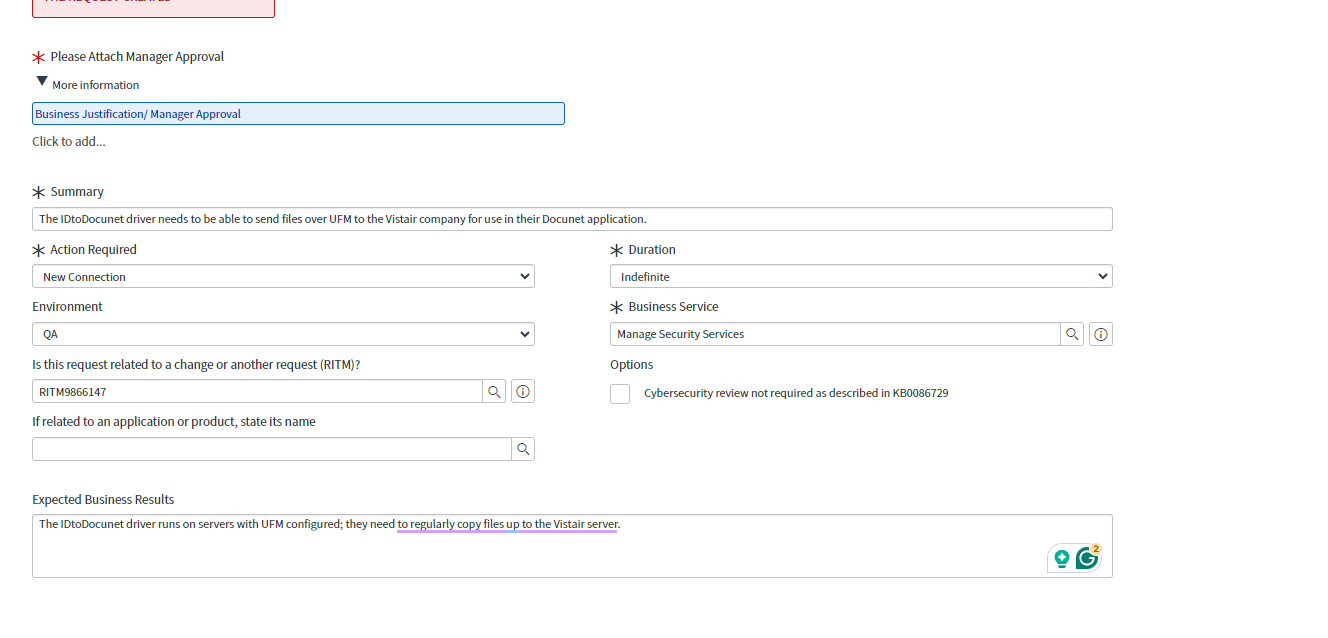 Please Attach Manager Approval
More information
Business Justification/ Manager Approval
Click to add...
Summary
The IDtoDocunet driver needs to be able to send files over UFM to the Vistair company for use in their Docunet application.
Action Required
Duration
New Connection
Indefinite
Environment
Business Service
QA
Manage Security Services
Is this request related to a change or another request (RITM)?
Options
RITM9866147
Cybersecurity review not required as described in KB0086729
If related to an application or product, state its name
Expected Business Results
The IDtoDocunet driver runs on servers with UFM configured; they need to regularly copy files up to the Vistair server.
2